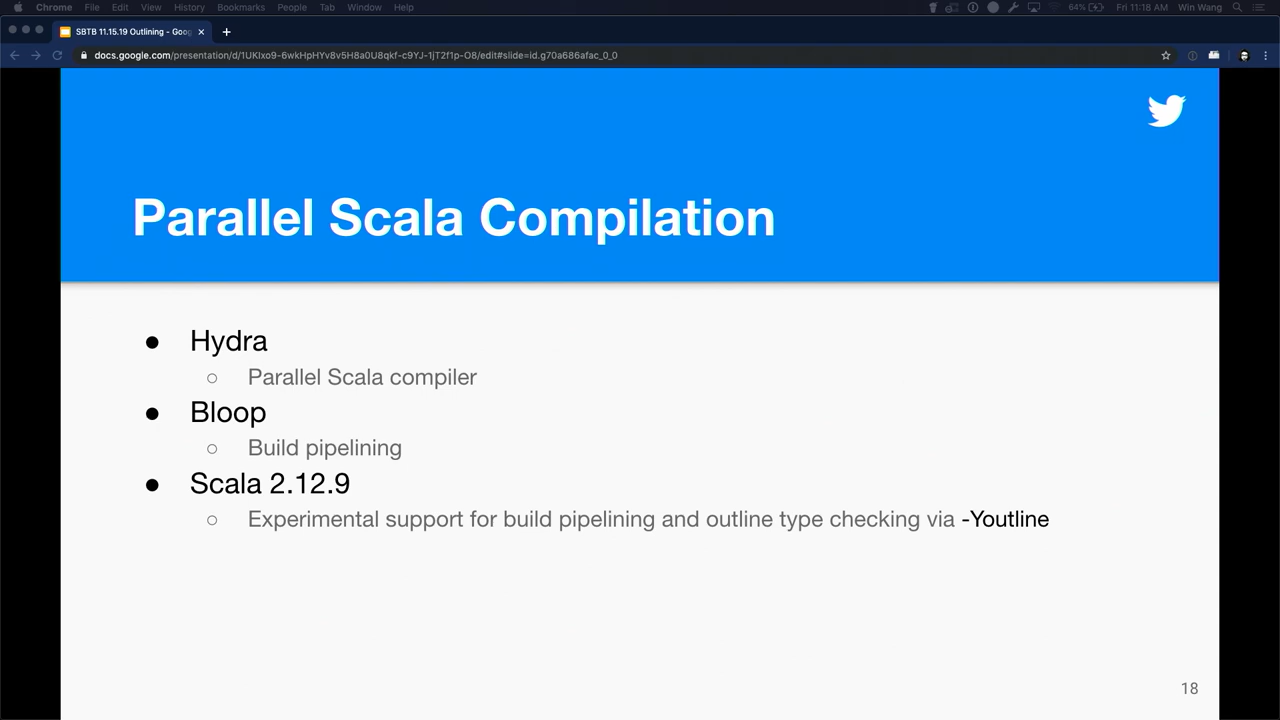 Chrome File Edit View History Bookmarks People Tab Window Help 64% Fri 11:18 AM Win Wang
SBTB 11.15.19 Outlining - Goog
docs.google.com/presentation/d/1UKlxo9-6wkHpHYv8v5H8a0U8qkf-c9YJ-1jT2f1p-O8/edit#slide=id.g70a686afac_0_0
Parallel Scala Compilation
● Hydra
○ Parallel Scala compiler
● Bloop
○ Build pipelining
● Scala 2.12.9
○ Experimental support for build pipelining and outline type checking via -Youtline
18